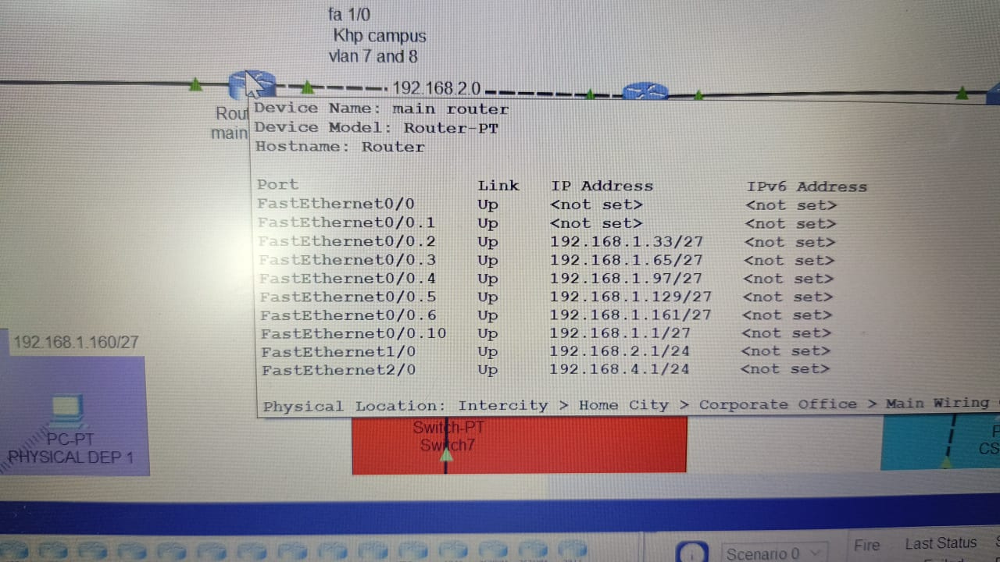 fa 1/0
Khp campus
vlan 7 and 8
192.168.2.0
Rou
main
Device Name: main router
Device Model: Router-PT
Hostname: Router
Port Link IP Address IPv6 Address
FastEthernet0/0 Up <not set> <not set>
FastEthernet0/0.1 Up <not set> <not set>
FastEthernet0/0.2 Up 192.168.1.33/27 <not set>
FastEthernet0/0.3 Up 192.168.1.65/27 <not set>
FastEthernet0/0.4 Up 192.168.1.97/27 <not set>
FastEthernet0/0.5 Up 192.168.1.129/27 <not set>
FastEthernet0/0.6 Up 192.168.1.161/27 <not set>
FastEthernet0/0.10 Up 192.168.1.1/27 <not set>
FastEthernet1/0 Up 192.168.2.1/24 <not set>
FastEthernet2/0 Up 192.168.4.1/24 <not set>
Physical Location: Intercity > Home City > Corporate Office > Main Wiring
192.168.1.160/27
PC-PT
PHYSICAL DEP 1
Switch-PT
Switch7
CS
Scenario 0
Fire Last Status